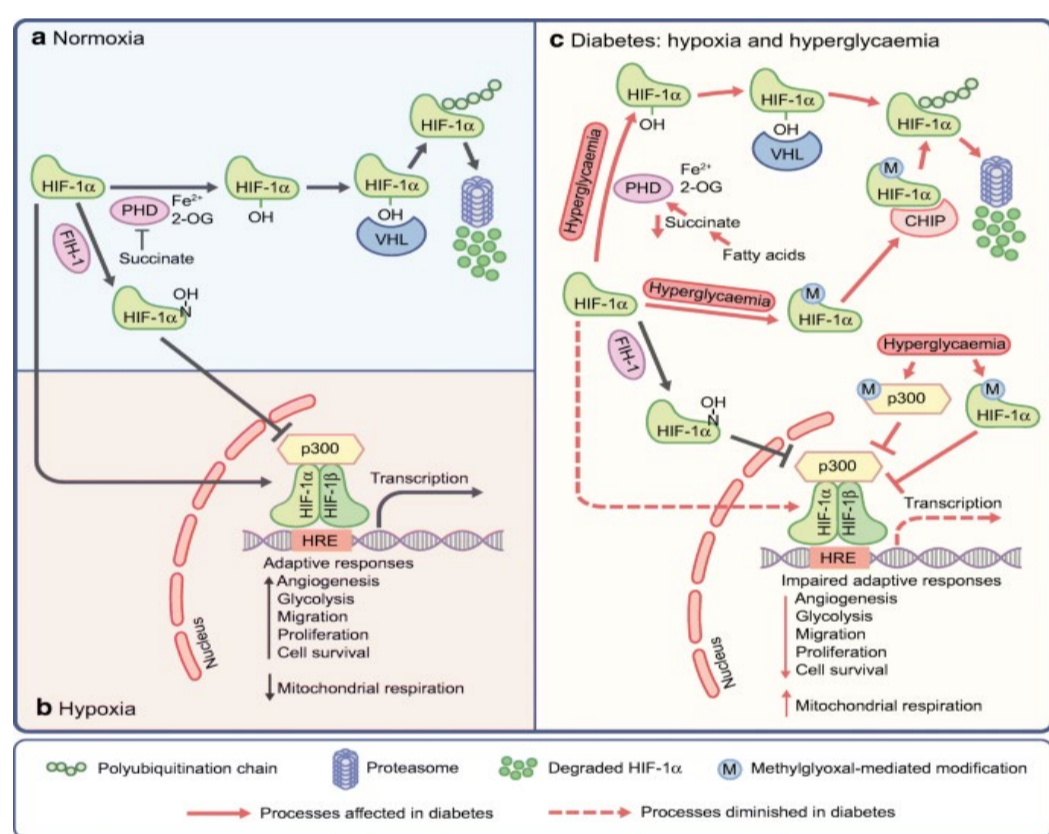 a Normoxia
HIF-1α
HIF-1α
PHD
Fe²⁺
2-OG
Succinate
FIH-1
HIF-1α
OH
HIF-1α
OH
VHL
HIF-1α
OH
N
HIF-1α
p300
HIF-1α
HIF-1β
Transcription
HRE
Adaptive responses
Angiogenesis
Glycolysis
Migration
Proliferation
Cell survival
Mitochondrial respiration
Nucleus
b Hypoxia
c Diabetes: hypoxia and hyperglycaemia
HIF-1α
OH
HIF-1α
OH
VHL
HIF-1α
Hyperglycaemia
PHD
Fe²⁺
2-OG
Succinate
Fatty acids
M
HIF-1α
CHIP
HIF-1α
Hyperglycaemia
M
HIF-1α
FIH-1
OH
N
HIF-1α
Hyperglycaemia
M
p300
M
HIF-1α
p300
HIF-1α
HIF-1β
Transcription
HRE
Impaired adaptive responses
Angiogenesis
Glycolysis
Migration
Proliferation
Cell survival
Mitochondrial respiration
Nucleus
Polyubiquitination chain
Proteasome
Degraded HIF-1α
M Methylglyoxal-mediated modification
Processes affected in diabetes
Processes diminished in diabetes